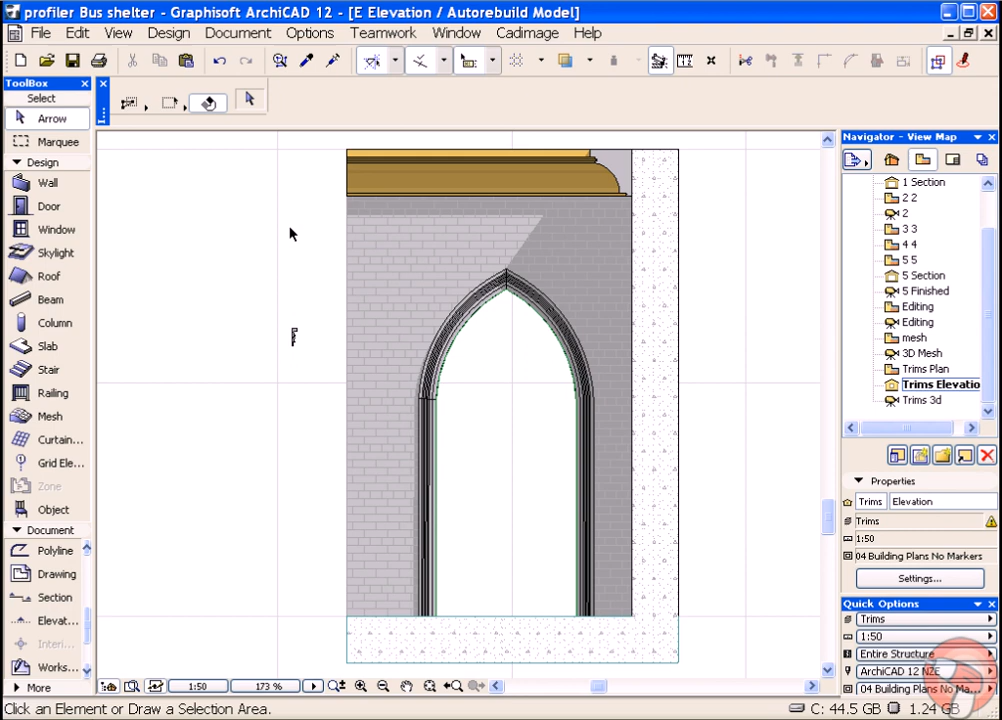 profiler Bus shelter - Graphisoft ArchiCAD 12 - [E Elevation / Autorebuild Model]
File Edit View Design Document Options Teamwork Window Cadimage Help
ToolBox
Select
Arrow
Marquee
Design
Wall
Door
Window
Skylight
Roof
Beam
Column
Slab
Stair
Railing
Mesh
Curtain...
Grid Ele...
Zone
Object
Document
Polyline
Drawing
Section
Elevat...
Interi...
Works...
More
1:50
173 %
Navigator - View Map
1 Section
2 2
2
3 3
4 4
5 5
5 Section
5 Finished
Editing
Editing
mesh
3D Mesh
Trims Plan
Trims Elevatio
Trims 3d
Properties
Trims Elevation
Trims
1:50
04 Building Plans No Markers
Settings...
Quick Options
Trims
1:50
Entire Structure
ArchiCAD 12 NZE
04 Building Plans No Ma...
Click an Element or Draw a Selection Area.
C: 44.5 GB 1.24 GB